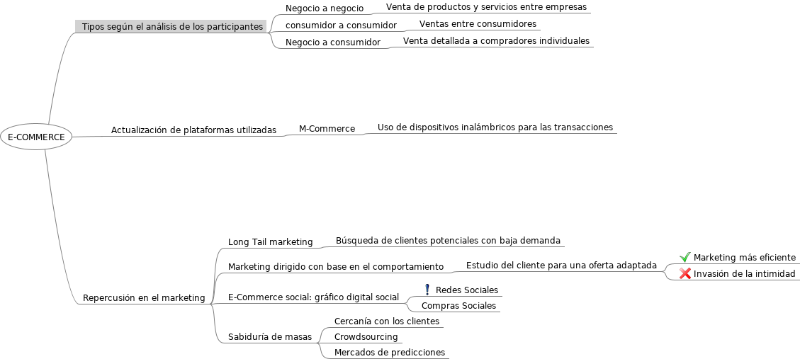 E-COMMERCE
Tipos según el análisis de los participantes
Negocio a negocio
Venta de productos y servicios entre empresas
consumidor a consumidor
Ventas entre consumidores
Negocio a consumidor
Venta detallada a compradores individuales
Actualización de plataformas utilizadas
M-Commerce
Uso de dispositivos inalámbricos para las transacciones
Repercusión en el marketing
Long Tail marketing
Búsqueda de clientes potenciales con baja demanda
Marketing dirigido con base en el comportamiento
Estudio del cliente para una oferta adaptada
Marketing más eficiente
Invasión de la intimidad
E-Commerce social: gráfico digital social
Redes Sociales
Compras Sociales
Sabiduría de masas
Cercanía con los clientes
Crowdsourcing
Mercados de predicciones